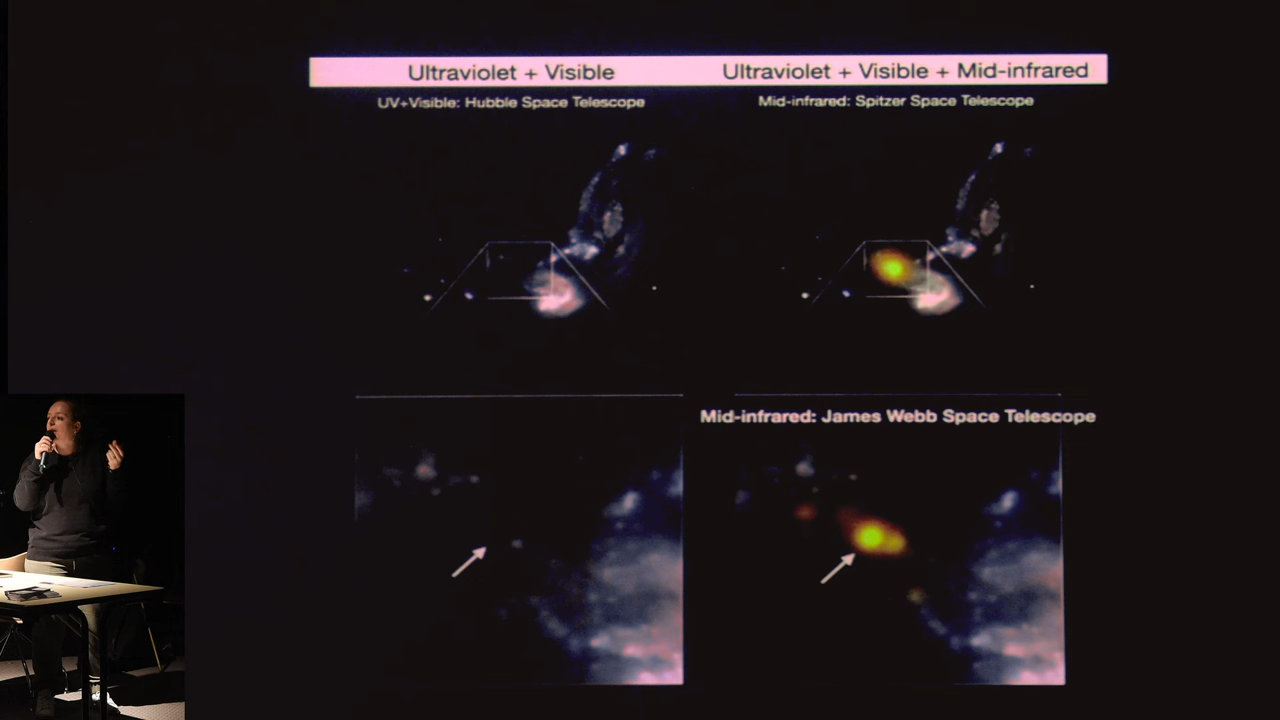 Ultraviolet + Visible
Ultraviolet + Visible + Mid-infrared
UV+Visible: Hubble Space Telescope
Mid-infrared: Spitzer Space Telescope
Mid-infrared: James Webb Space Telescope